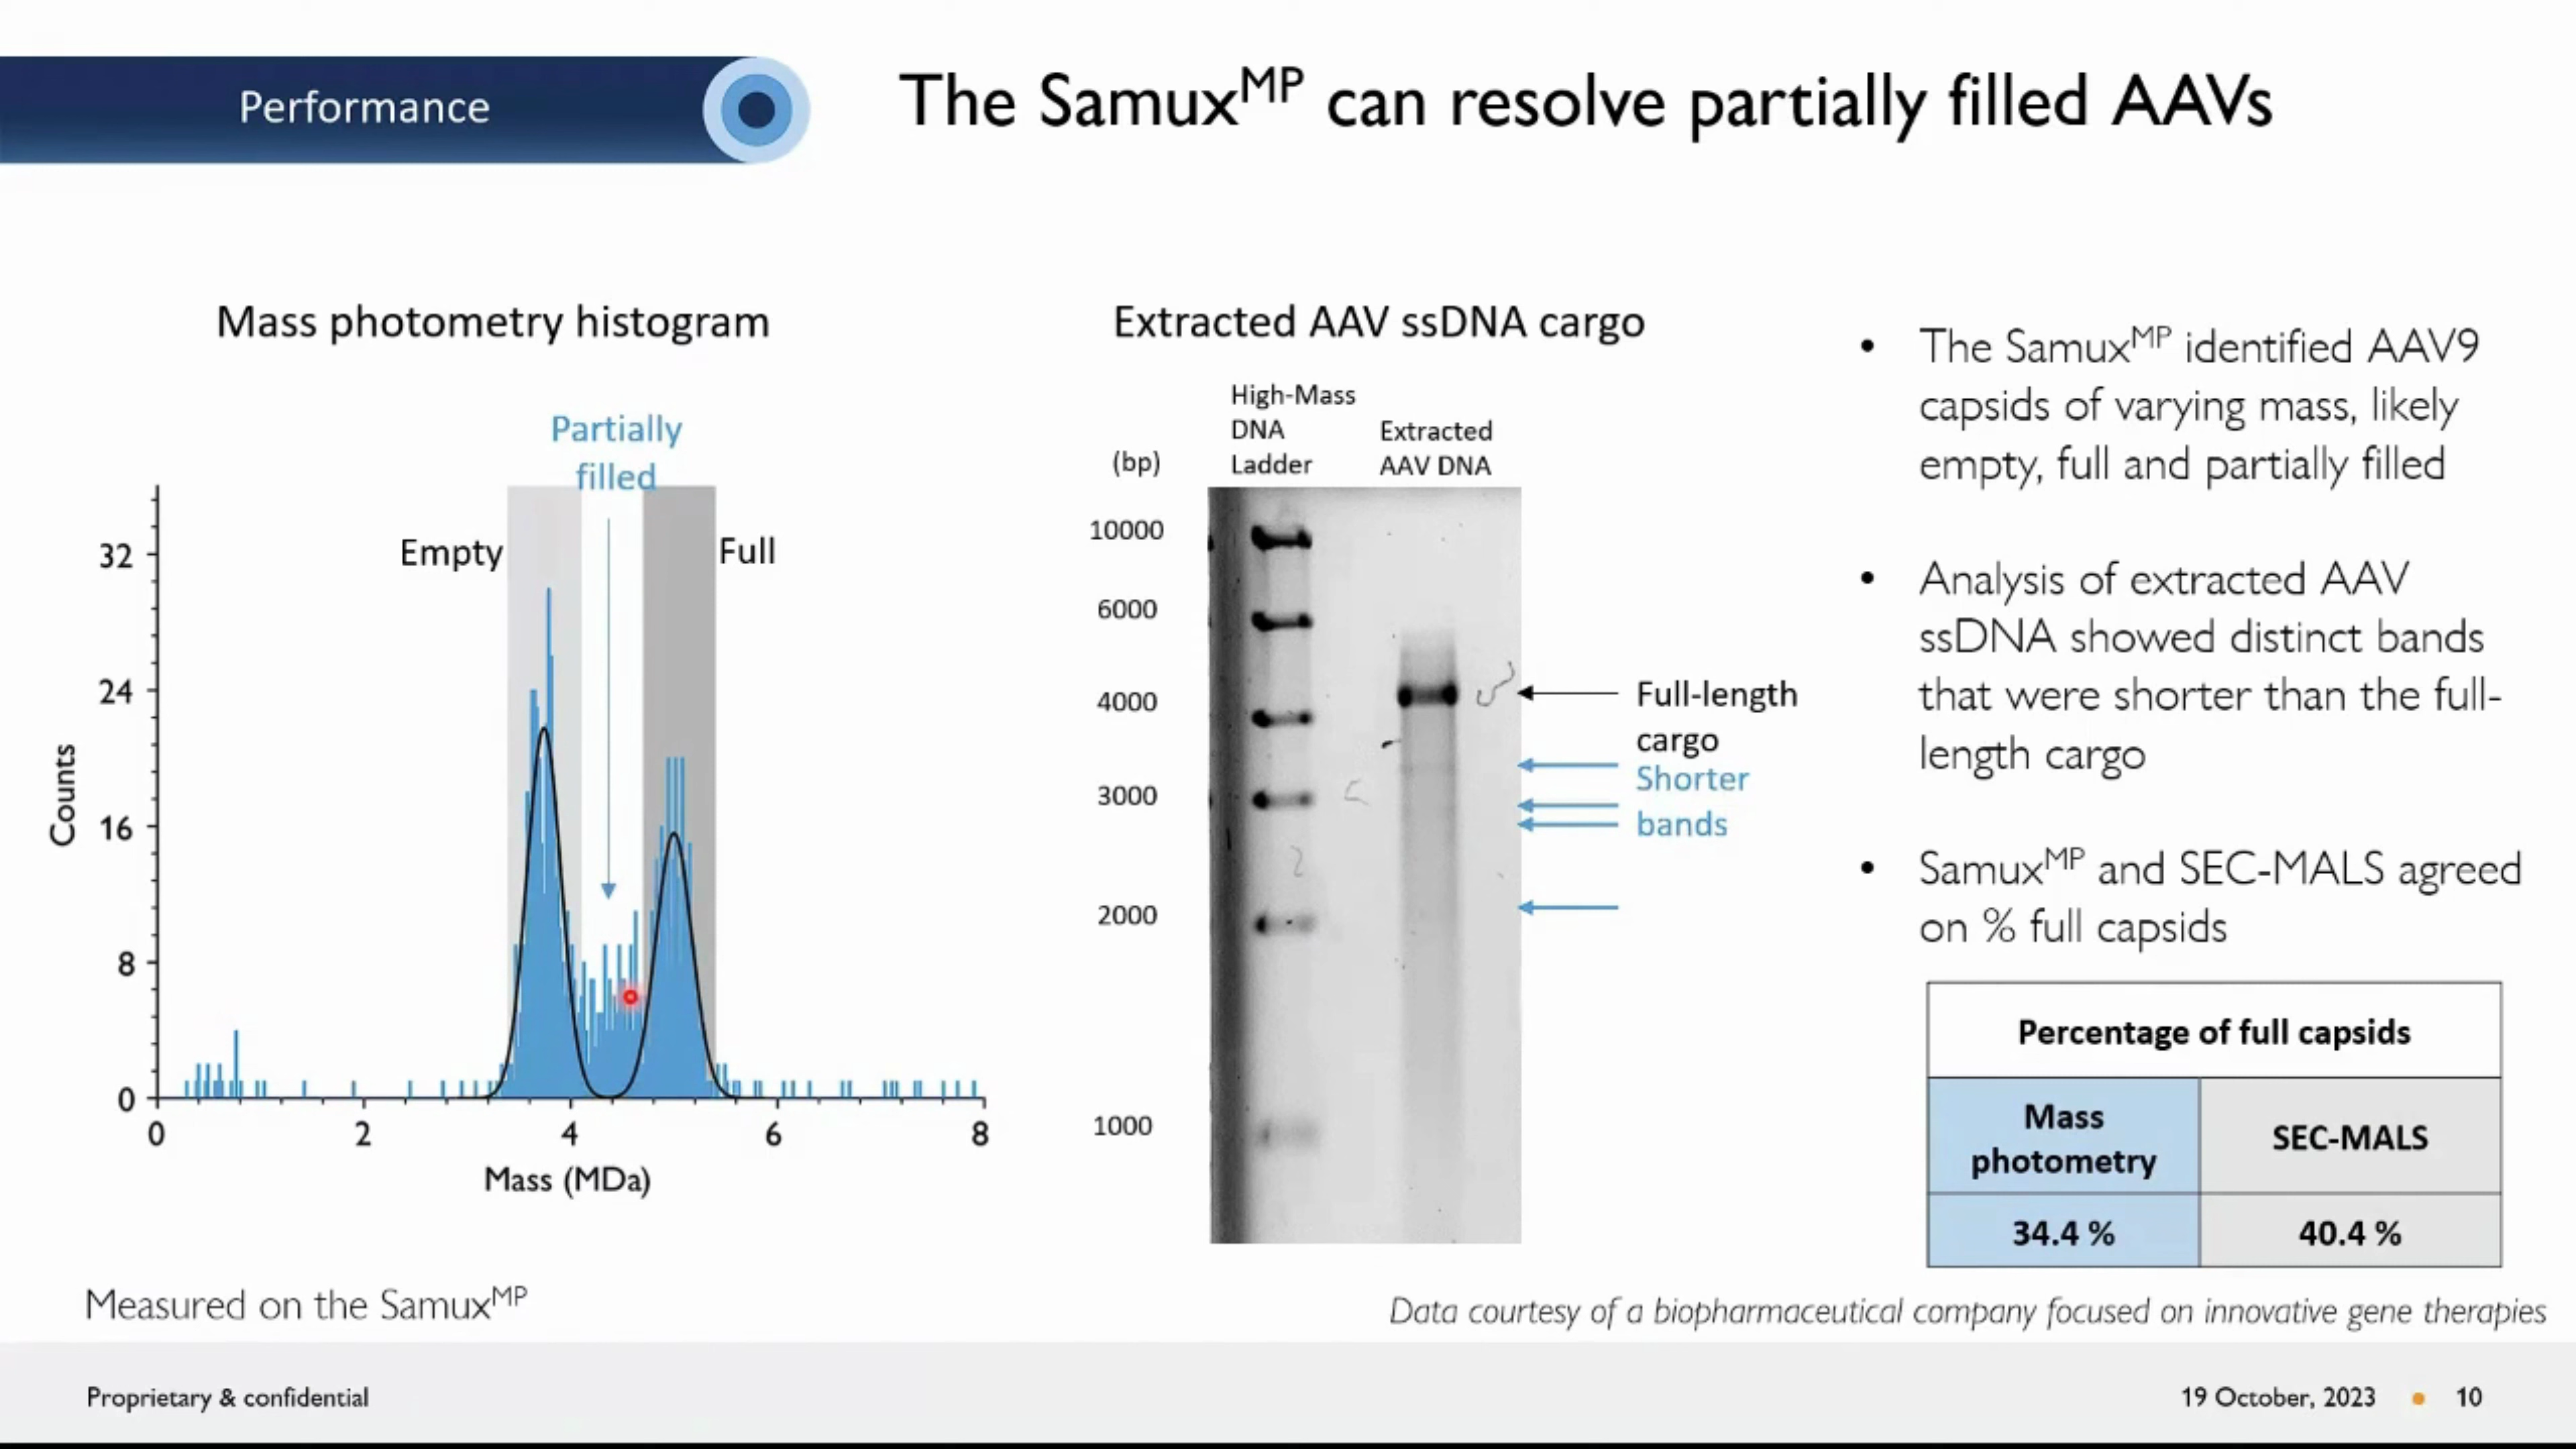 Performance
The Samux^MP can resolve partially filled AAVs
Mass photometry histogram
Partially
filled
Empty
Full
32
24
16
8
0
Counts
0 2 4 6 8
Mass (MDa)
Measured on the Samux^MP
Extracted AAV ssDNA cargo
(bp)
High-Mass
DNA
Ladder
Extracted
AAV DNA
10000
6000
4000
3000
2000
1000
Full-length
cargo
Shorter
bands
• The Samux^MP identified AAV9
capsids of varying mass, likely
empty, full and partially filled
• Analysis of extracted AAV
ssDNA showed distinct bands
that were shorter than the full-
length cargo
• Samux^MP and SEC-MALS agreed
on % full capsids
Percentage of full capsids
Mass
photometry
SEC-MALS
34.4 %
40.4 %
Data courtesy of a biopharmaceutical company focused on innovative gene therapies
Proprietary & confidential
19 October, 2023 • 10